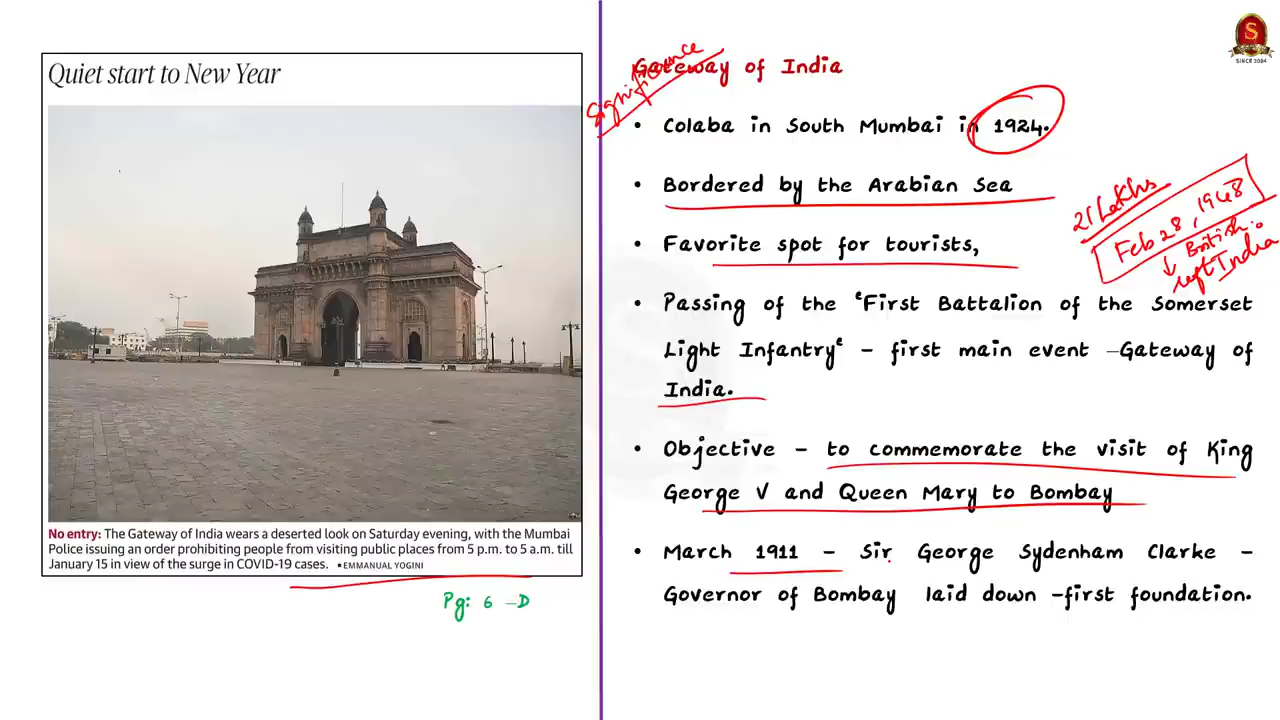 Quiet start to New Year
No entry: The Gateway of India wears a deserted look on Saturday evening, with the Mumbai
Police issuing an order prohibiting people from visiting public places from 5 p.m. to 5 a.m. till
January 15 in view of the surge in COVID-19 cases. ▪EMMANUAL YOGINI
Pg: 6 -D
S
SINCE 2004
Significance
Gateway of India
• Colaba in South Mumbai in 1924.
• Bordered by the Arabian Sea
• Favorite spot for tourists,
• Passing of the ‘First Battalion of the Somerset
Light Infantry‘ - first main event -Gateway of
India.
• Objective - to commemorate the visit of King
George V and Queen Mary to Bombay
• March 1911 - Sir George Sydenham Clarke -
Governor of Bombay laid down -first foundation.
21 Lakhs
Feb 28, 1948
↓ British
left India